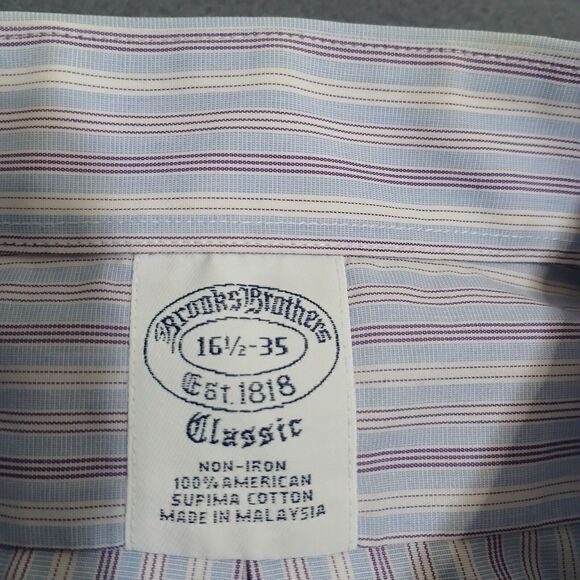 Brooks Brothers
16½-35
Est. 1818
Classic
NON-IRON
100% AMERICAN
SUPIMA COTTON
MADE IN MALAYSIA